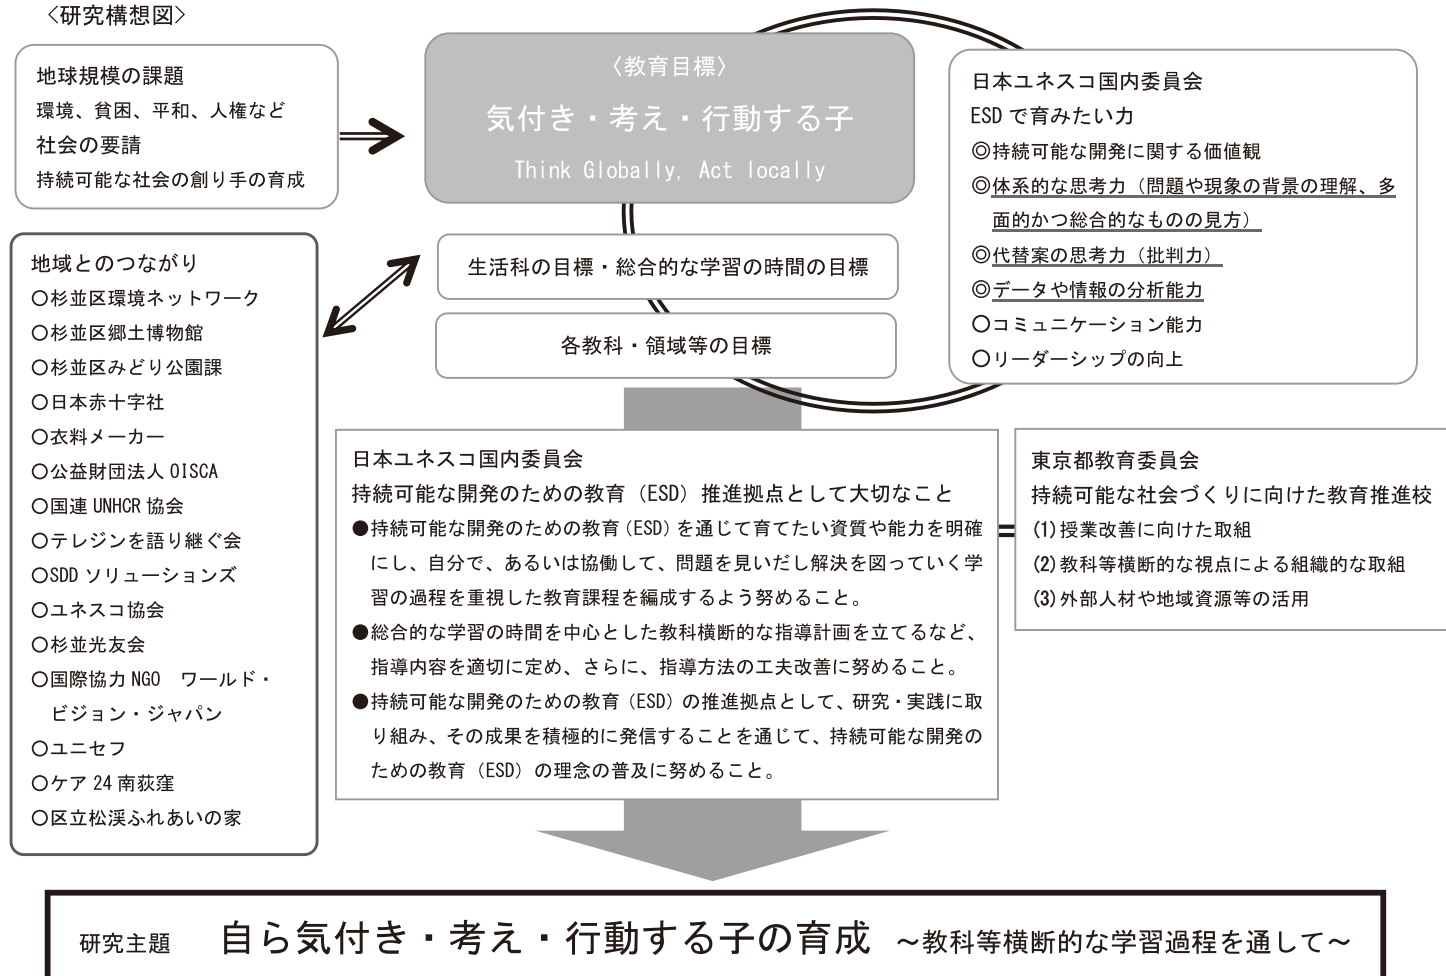 〈研究構想図〉
地球規模の課題
環境、貧困、平和、人権など
社会の要請
持続可能な社会の創り手の育成
〈教育目標〉
気付き・考え・行動する子
Think Globally, Act locally
日本ユネスコ国内委員会
ESDで育みたい力
◎持続可能な開発に関する価値観
◎体系的な思考力（問題や現象の背景の理解、多
面的かつ総合的なものの見方）
◎代替案の思考力（批判力）
◎データや情報の分析能力
○コミュニケーション能力
○リーダーシップの向上
地域とのつながり
○杉並区環境ネットワーク
○杉並区郷土博物館
○杉並区みどり公園課
○日本赤十字社
○衣料メーカー
○公益財団法人OISCA
○国連UNHCR協会
○テレジンを語り継ぐ会
○SDDソリューションズ
○ユネスコ協会
○杉並光友会
○国際協力NGO　ワールド・
ビジョン・ジャパン
○ユニセフ
○ケア24南荻窪
○区立松渓ふれあいの家
生活科の目標・総合的な学習の時間の目標
各教科・領域等の目標
日本ユネスコ国内委員会
持続可能な開発のための教育（ESD）推進拠点として大切なこと
●持続可能な開発のための教育（ESD）を通じて育てたい資質や能力を明確
にし、自分で、あるいは協働して、問題を見いだし解決を図っていく学
習の過程を重視した教育課程を編成するよう努めること。
●総合的な学習の時間を中心とした教科横断的な指導計画を立てるなど、
指導内容を適切に定め、さらに、指導方法の工夫改善に努めること。
●持続可能な開発のための教育（ESD）の推進拠点として、研究・実践に取
り組み、その成果を積極的に発信することを通じて、持続可能な開発の
ための教育（ESD）の理念の普及に努めること。
東京都教育委員会
持続可能な社会づくりに向けた教育推進校
(1)授業改善に向けた取組
(2)教科等横断的な視点による組織的な取組
(3)外部人材や地域資源等の活用
研究主題　自ら気付き・考え・行動する子の育成　～教科等横断的な学習過程を通して～